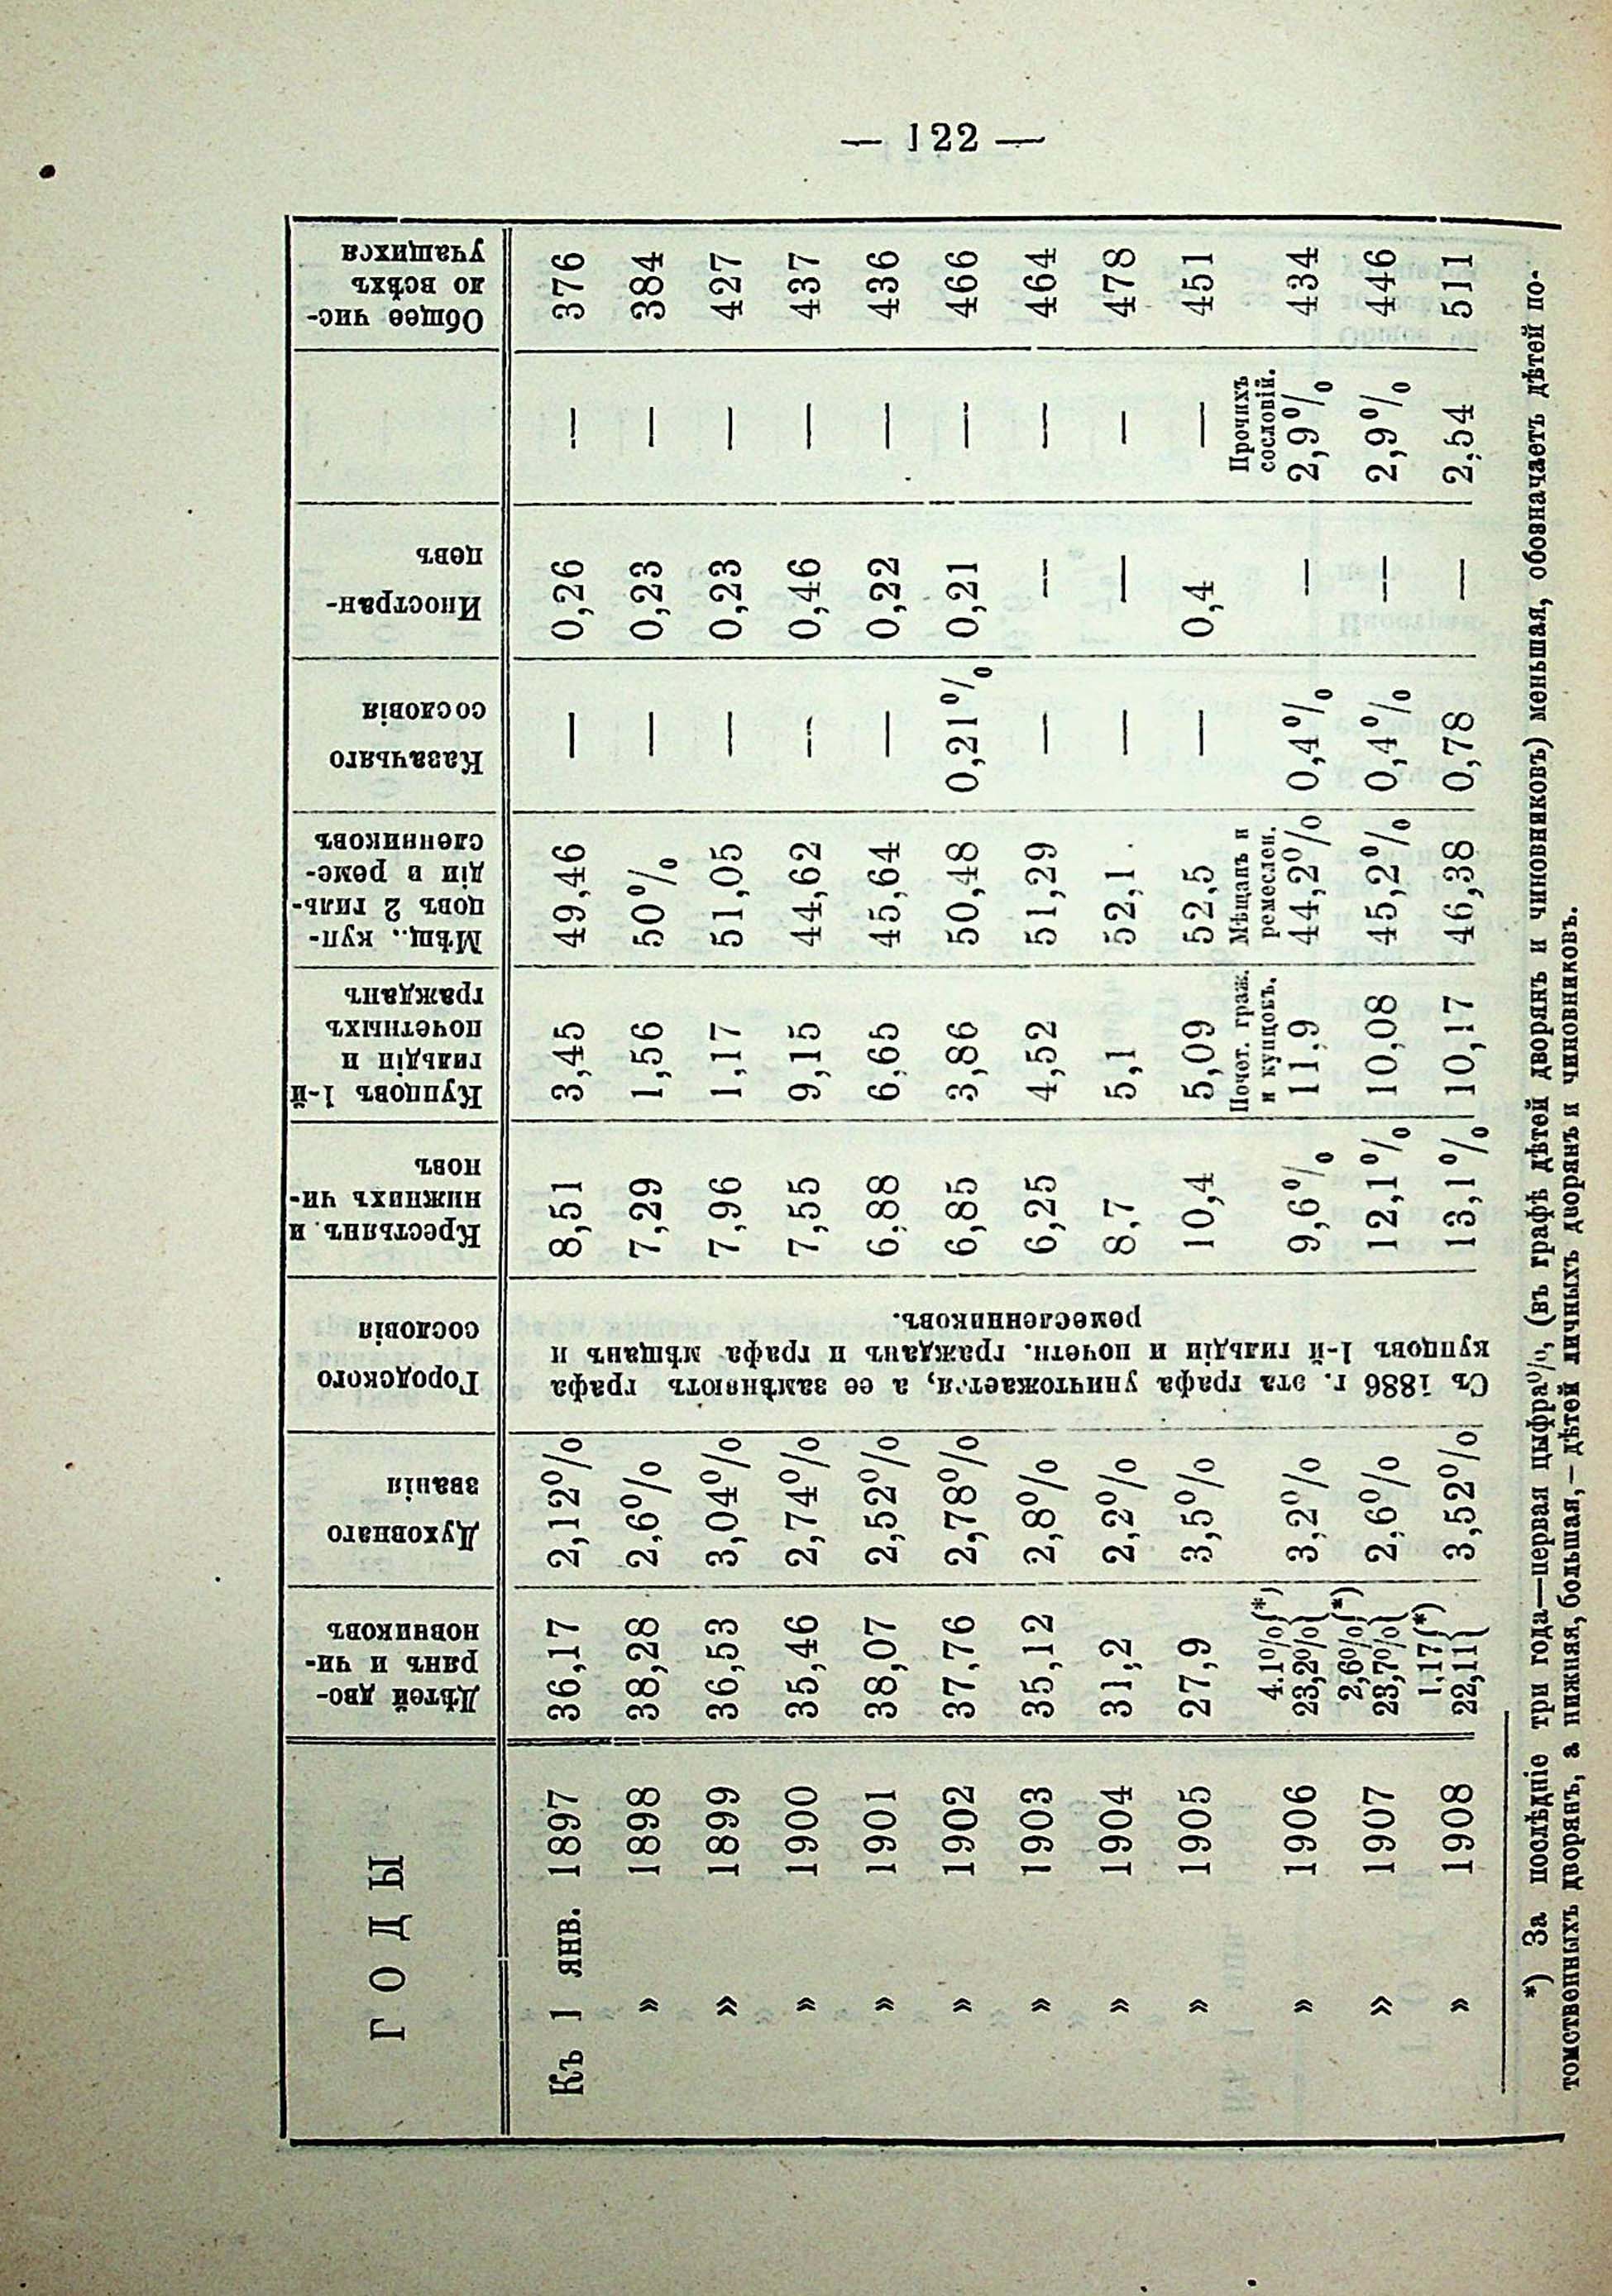 — 122 —
ГОДЫ
Дѣтей дво-
рянъ и чи-
новниковъ
Духовнаго
званія
Городского
сословія
Крестьянъ и
нижнихъ чи-
новъ
Купцовъ 1-й
гильдіи и
почетныхъ
гражданъ
Мѣщ., куп-
цовъ 2 гиль-
діи в реме-
сленниковъ
Казачьяго
сословія
Иностран-
цевъ
Общее чис-
ло всѣхъ
учащихся
Къ 1 янв. 1897 36,17 2,12% 8,51 3,45 49,46 — 0,26 — 376
» 1898 38,28 2,6% 7,29 1,56 50% — 0,23 — 384
» 1899 36,53 3,04% 7,96 1,17 51,05 — 0,23 — 427
» 1900 35,46 2,74% 7,55 9,15 44,62 — 0,46 — 437
» 1901 38,07 2,52% 6,88 6,65 45,64 — 0,22 — 436
» 1902 37,76 2,78% 6,85 3,86 50,48 0,21% 0,21 — 466
» 1903 35,12 2,8% 6,25 4,52 51,29 — — — 464
» 1904 31,2 2,2% 8,7 5,1 52,1 — — — 478
» 1905 27,9 3,5% 10,4 5,09 52,5 — 0,4 — 451
Почот. граж.
и купцовъ.
Мѣщанъ и
ремеслен.
Прочихъ
сословій.
4.1% (*)
» 1906 23,2% 3,2% 9,6% 11,9 44,2% 0,4% — 2,9% 434
2,6% (*)
» 1907 23,7% 2,6% 12,1% 10,08 45,2% 0,4% — 2,9% 446
1,17 (*)
» 1908 22,11 3,52% 13,1% 10,17 46,38 0,78 — 2,54 511
Съ 1886 г. эта графа уничтожается, а ее замѣняютъ графа
купцовъ 1-й гильдіи и почетн. гражданъ и графа мѣщанъ и
ремесленниковъ.
*) За послѣдніе три года—первая цыфра%, (въ графѣ дѣтей дворянъ и чиновниковъ) меньшая, обозначаетъ дѣтей по-
томственныхъ дворянъ, а нижняя, большая,— дѣтей личныхъ дворянъ и чиновниковъ.